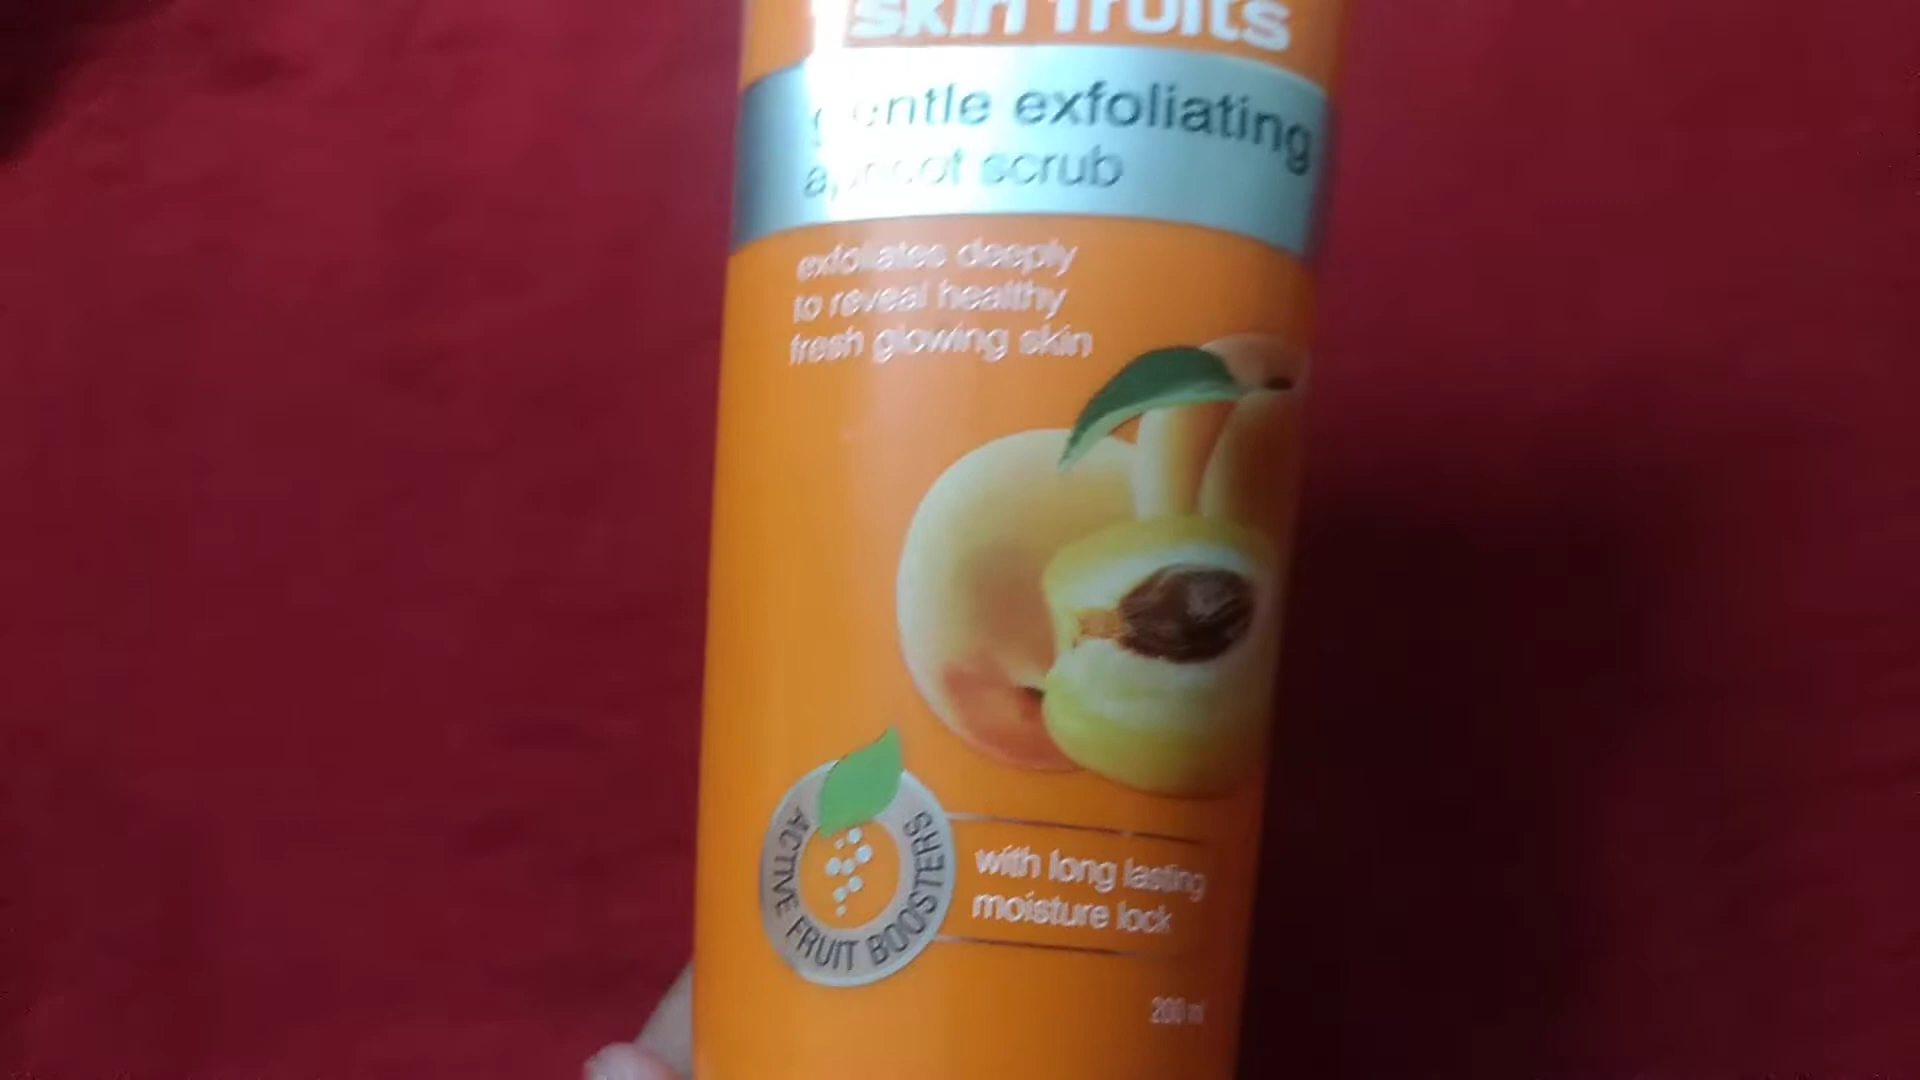 skin fruits
gentle exfoliating
apricot scrub
exfoliates deeply
to reveal healthy
fresh glowing skin
ACTIVE FRUIT BOOSTERS
with long lasting
moisture lock
200 ml